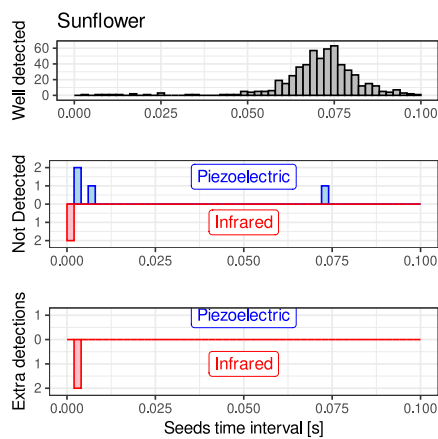 Sunflower
Well detected
60
40
20
0
0.000 0.025 0.050 0.075 0.100
Not Detected
2
1
0
1
2
Piezoelectric
Infrared
0.000 0.025 0.050 0.075 0.100
Extra detections
1
0
1
2
Piezoelectric
Infrared
0.000 0.025 0.050 0.075 0.100
Seeds time interval [s]